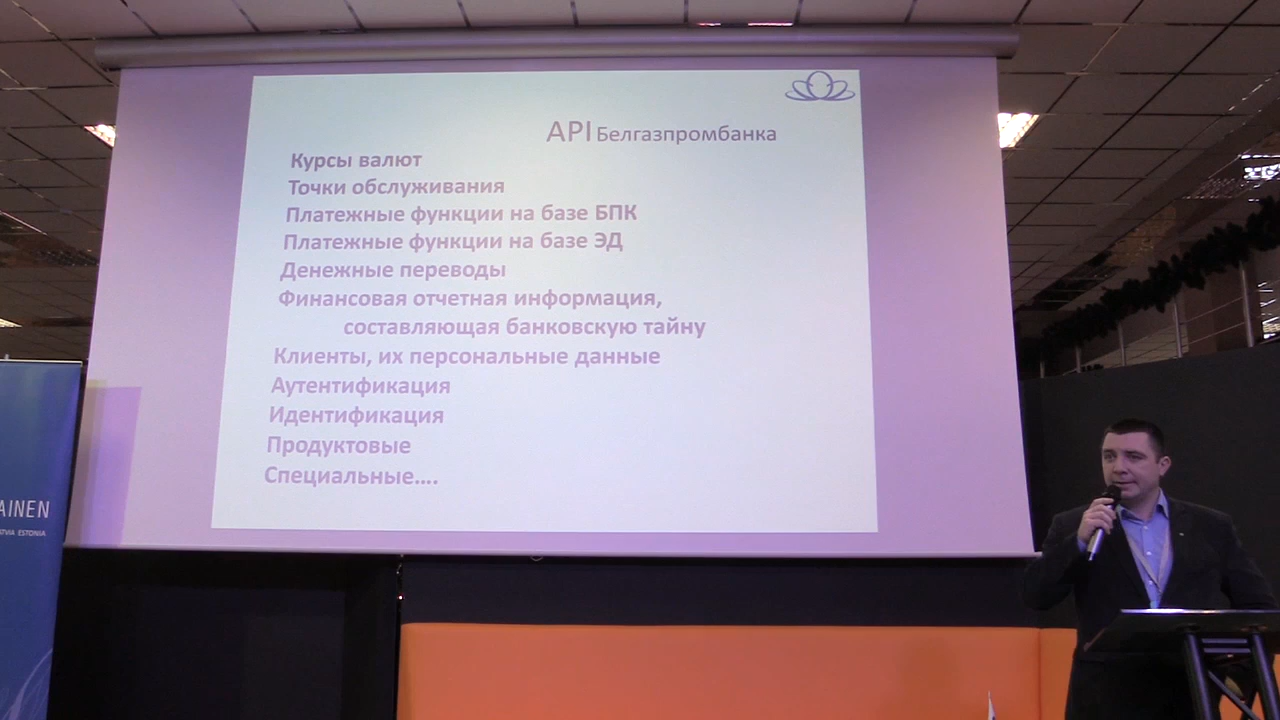 API Белгазпромбанка
Курсы валют
Точки обслуживания
Платежные функции на базе БПК
Платежные функции на базе ЭД
Денежные переводы
Финансовая отчетная информация,
составляющая банковскую тайну
Клиенты, их персональные данные
Аутентификация
Идентификация
Продуктовые
Специальные....
AINEN
ESTONIA